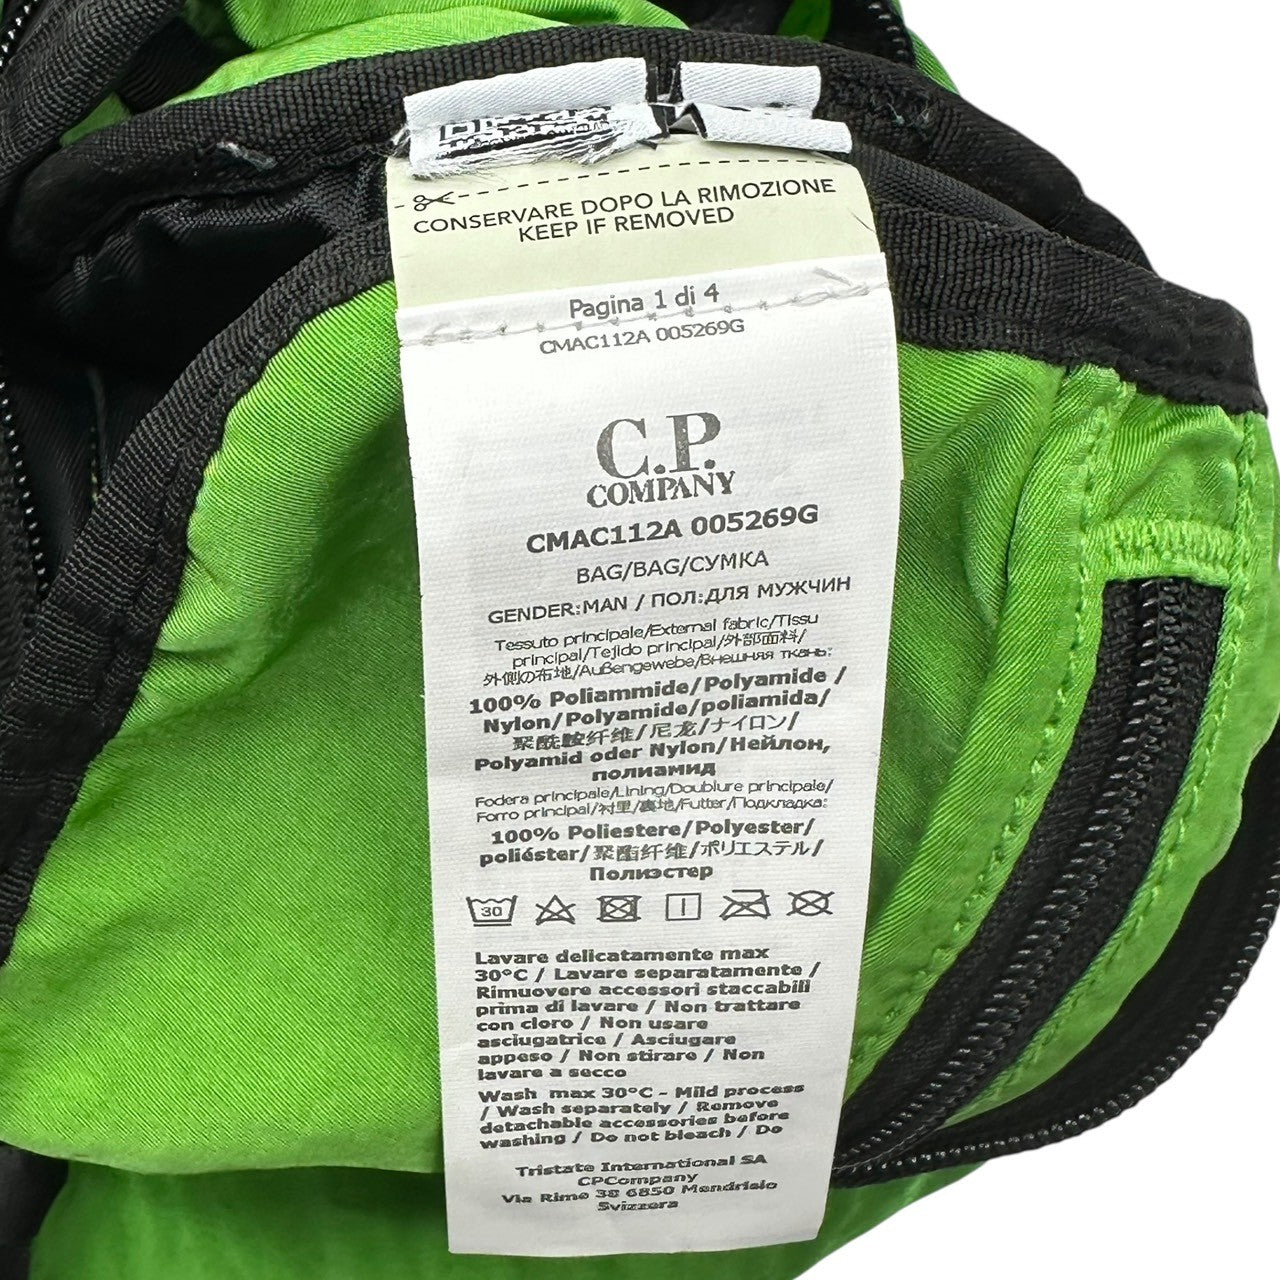 CONSERVARE DOPO LA RIMOZIONE
KEEP IF REMOVED
Pagina 1 di 4
CMAC112A 005269G
C.P.
COMPANY
CMAC112A 005269G
BAG/BAG/СУМКА
GENDER:MAN / ПОЛ:ДЛЯ МУЖЧИН
Tessuto principale/External fabric/Tissu
principal/Tejido principal/外部面料/
外側の布地/Außengewebe/Внешняя ткань:
100% Poliammide/Polyamide /
Nylon/Polyamide/poliamida/
聚酰胺纤维/尼龙/ナイロン/
Polyamid oder Nylon/Нейлон,
полиамид
Fodera principale/Lining/Doublure principale/
Forro principal/衬里/裏地/Futter/Подкладка:
100% Poliestere/Polyester/
poliéster/聚酯纤维/ポリエステル/
Полиэстер
30
Lavare delicatamente max
30°C / Lavare separatamente /
Rimuovere accessori staccabili
prima di lavare / Non trattare
con cloro / Non usare
asciugatrice / Asciugare
appeso / Non stirare / Non
lavare a secco
Wash max 30°C - Mild process
/ Wash separately / Remove
detachable accessories before
washing / Do not bleach / Do
Tristate International SA
CPCompany
Via Rime 38 6850 Mendrisio
Svizzera